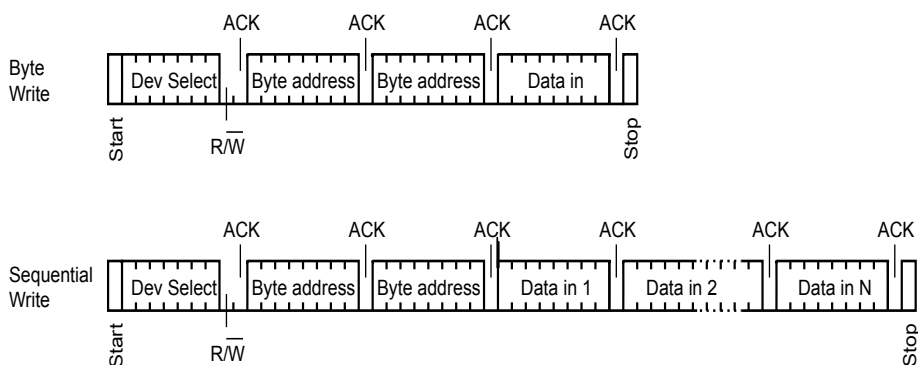 ACK ACK ACK ACK
Byte Write
Dev Select Byte address Byte address Data in
Start R/W̅ Stop
ACK ACK ACK ACK ACK ACK
Sequential Write
Dev Select Byte address Byte address Data in 1 Data in 2 Data in N
Start R/W̅ Stop